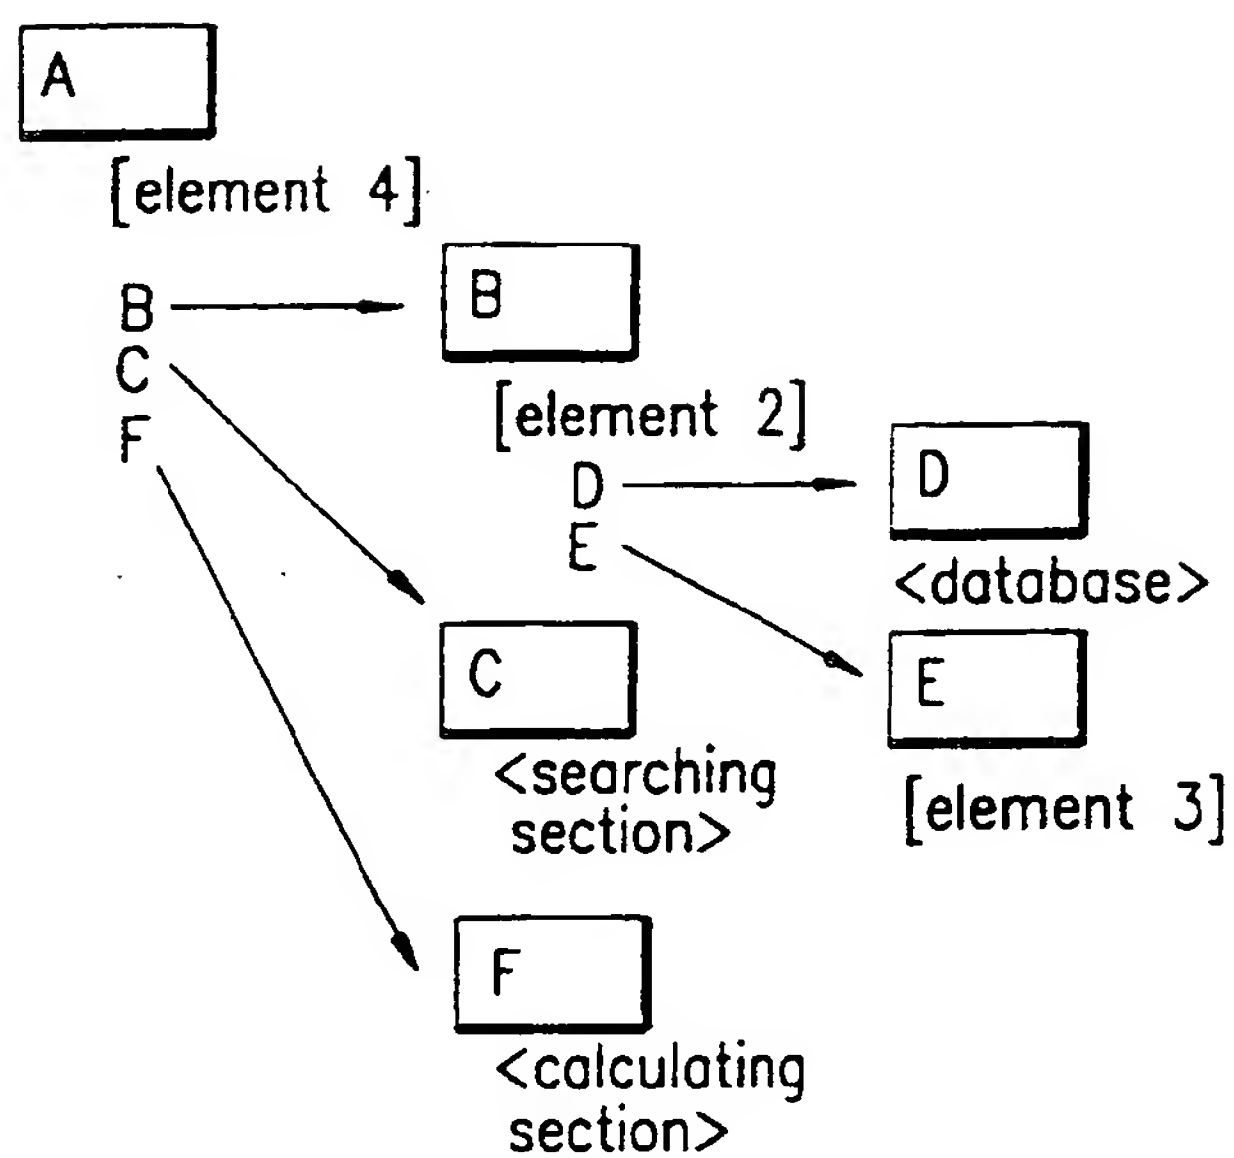 A
[element 4]
B
C
F
B
[element 2]
D
E
D
<database>
E
[element 3]
C
<searching
section>
F
<calculating
section>